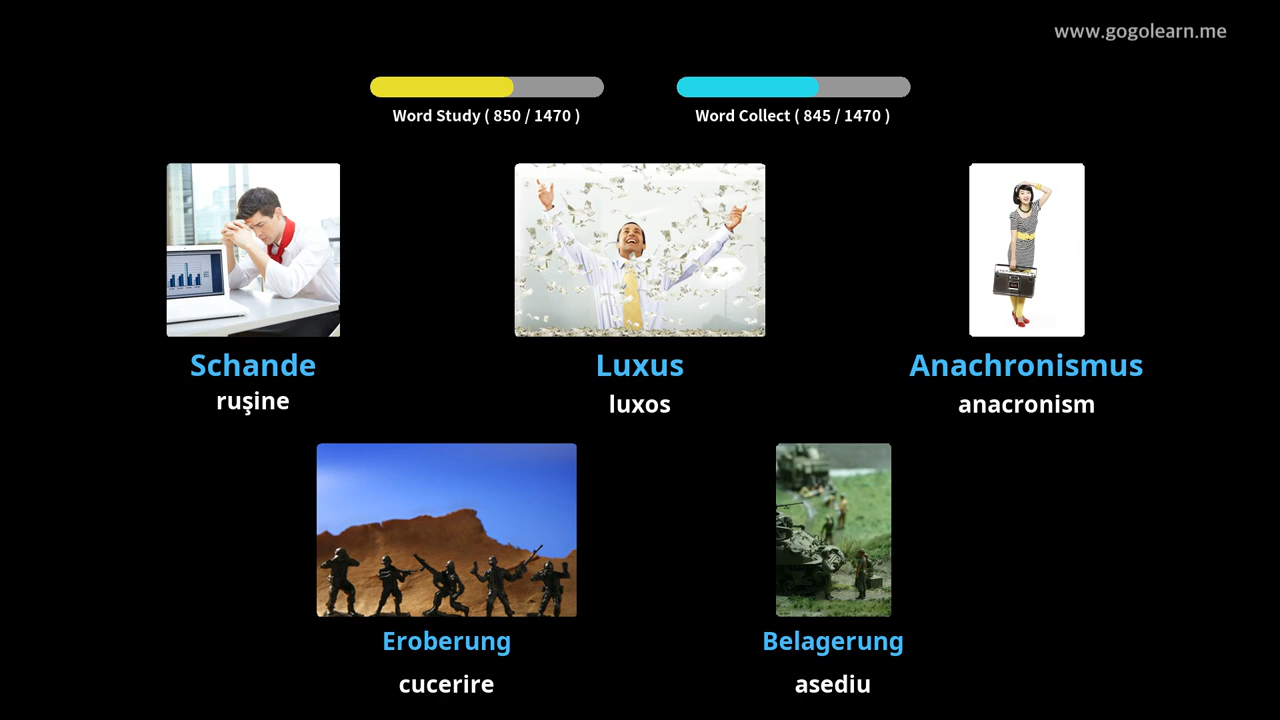 www.gogolearn.me
Word Study ( 850 / 1470 )
Word Collect ( 845 / 1470 )
Schande
Luxus
Anachronismus
ruşine
luxos
anacronism
Eroberung
Belagerung
cucerire
asediu